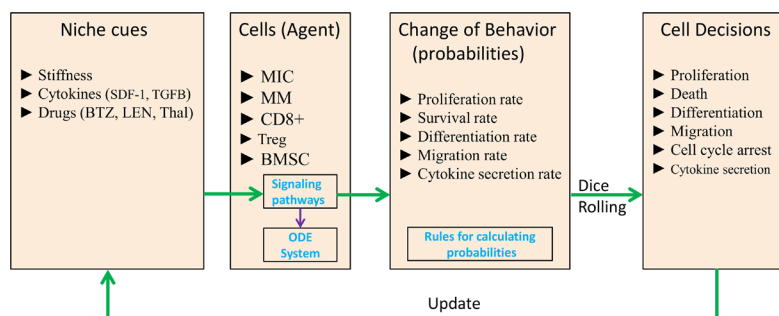 Niche cues
► Stiffness
► Cytokines (SDF-1, TGFB)
► Drugs (BTZ, LEN, Thal)
Cells (Agent)
► MIC
► MM
► CD8+
► Treg
► BMSC
Signaling
pathways
ODE
System
Change of Behavior
(probabilities)
► Proliferation rate
► Survival rate
► Differentiation rate
► Migration rate
► Cytokine secretion rate
Rules for calculating
probabilities
Dice
Rolling
Cell Decisions
► Proliferation
► Death
► Differentiation
► Migration
► Cell cycle arrest
► Cytokine secretion
Update